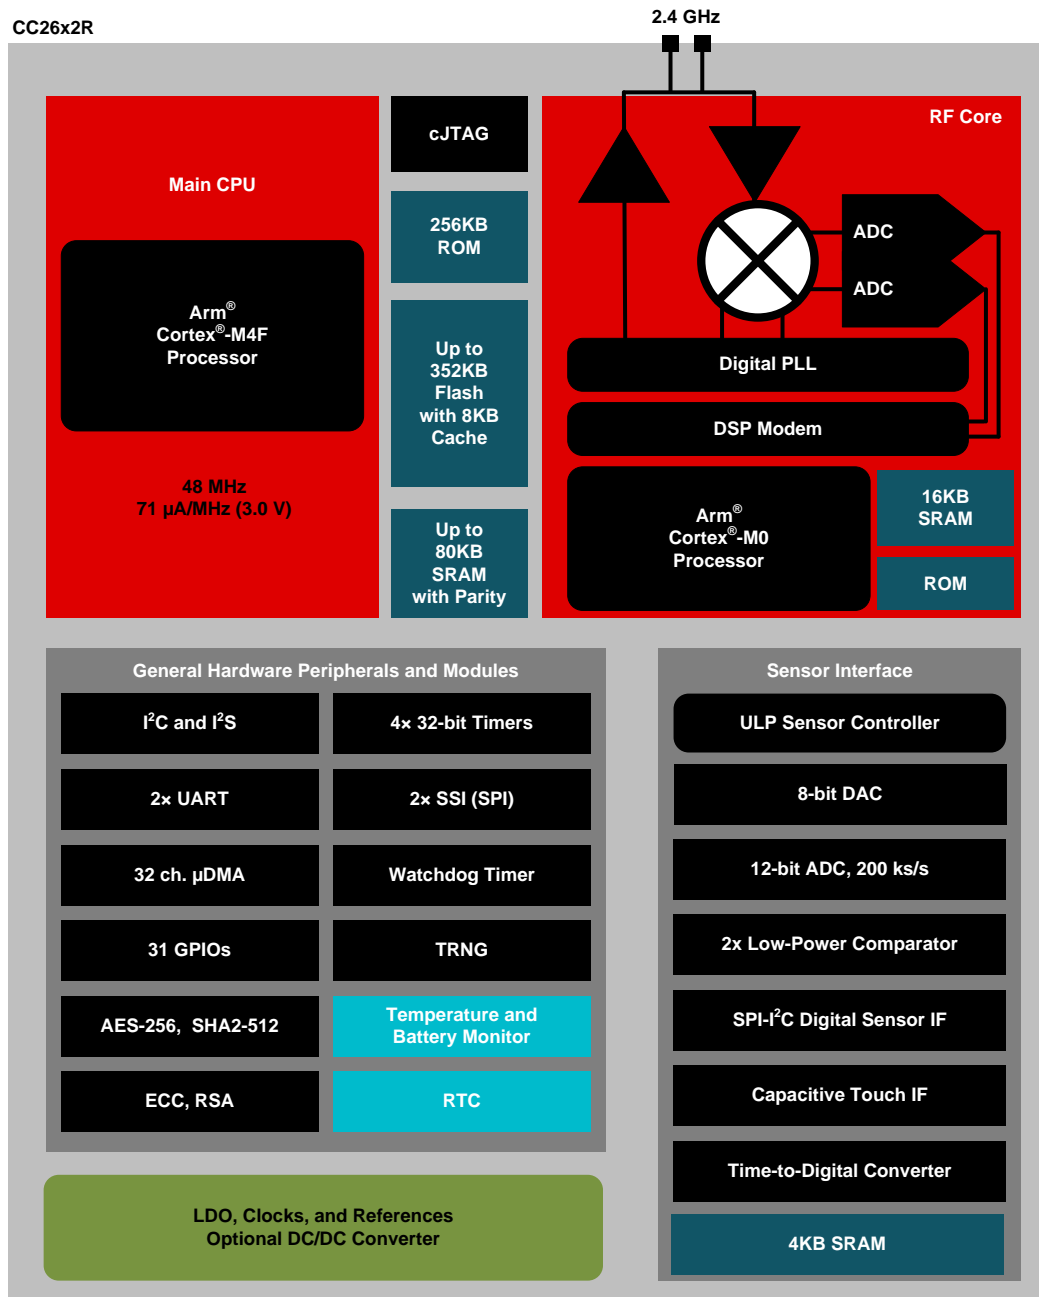 CC26x2R
2.4 GHz
Main CPU
Arm®
Cortex®-M4F
Processor
48 MHz
71 µA/MHz (3.0 V)
cJTAG
256KB
ROM
Up to
352KB
Flash
with 8KB
Cache
Up to
80KB
SRAM
with Parity
RF Core
ADC
ADC
Digital PLL
DSP Modem
Arm®
Cortex®-M0
Processor
16KB
SRAM
ROM
General Hardware Peripherals and Modules
I²C and I²S
4× 32-bit Timers
2× UART
2× SSI (SPI)
32 ch. µDMA
Watchdog Timer
31 GPIOs
TRNG
AES-256, SHA2-512
Temperature and
Battery Monitor
ECC, RSA
RTC
LDO, Clocks, and References
Optional DC/DC Converter
Sensor Interface
ULP Sensor Controller
8-bit DAC
12-bit ADC, 200 ks/s
2x Low-Power Comparator
SPI-I²C Digital Sensor IF
Capacitive Touch IF
Time-to-Digital Converter
4KB SRAM